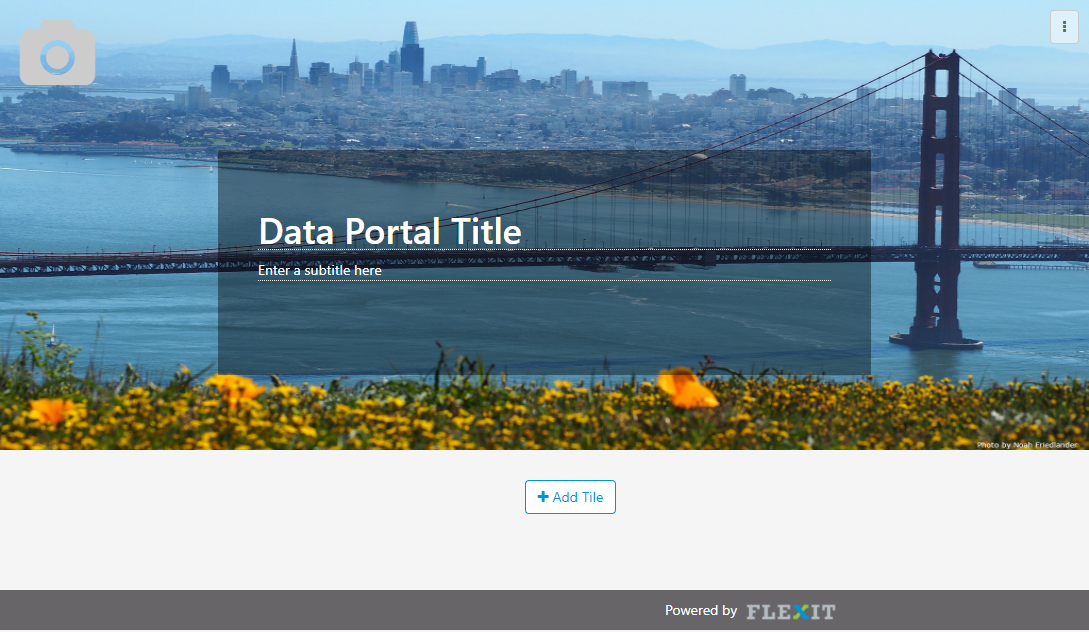 Data Portal Title
Enter a subtitle here
Photo by Noah Friedlander
Add Tile
Powered by FLEXIT